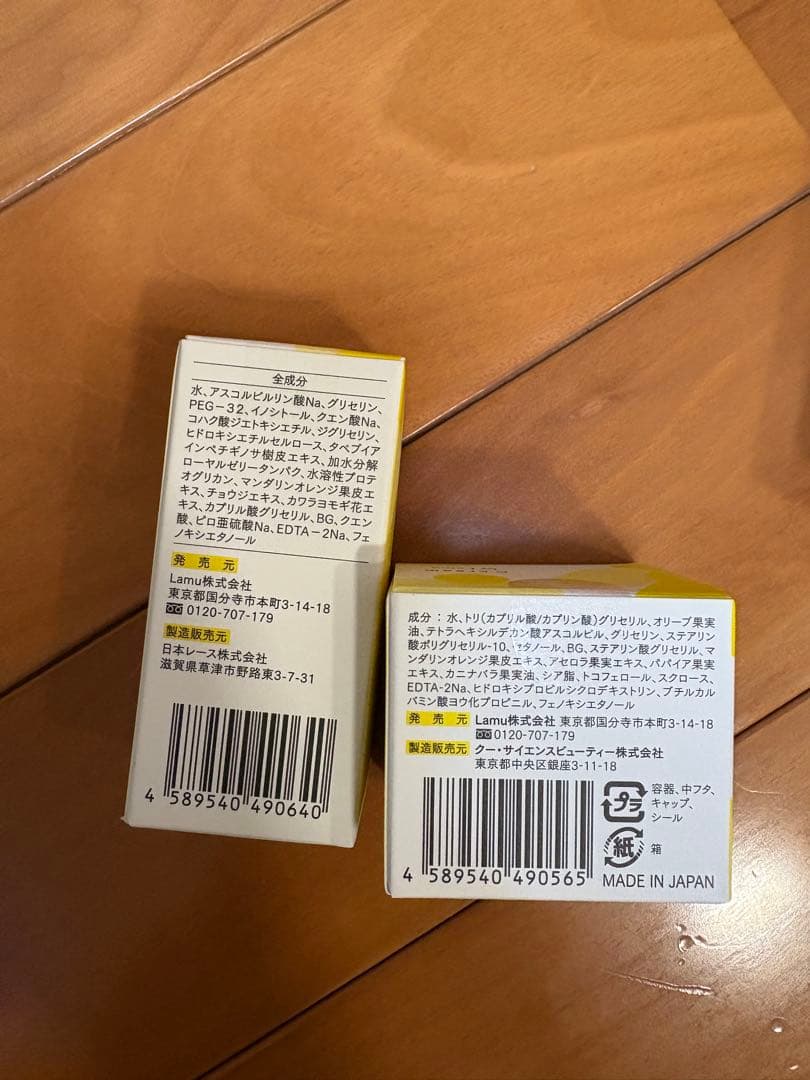 全成分
水、アスコルビルリン酸Na、グリセリン、
PEG－32、イノシトール、クエン酸Na、
コハク酸ジエトキシエチル、ジグリセリン、
ヒドロキシエチルセルロース、タベブイア
インペチギノサ樹皮エキス、加水分解
ローヤルゼリータンパク、水溶性プロテ
オグリカン、マンダリンオレンジ果皮エ
キス、チョウジエキス、カワラヨモギ花エ
キス、カプリル酸グリセリル、BG、クエン
酸、ピロ亜硫酸Na、EDTA－2Na、フェ
ノキシエタノール
発売元
Lamu株式会社
東京都国分寺市本町3-14-18
0120-707-179
製造販売元
日本レース株式会社
滋賀県草津市野路東3-7-31
4 589540 490640
成分：水、トリ(カプリル酸/カプリン酸)グリセリル、オリーブ果実
油、テトラヘキシルデカン酸アスコルビル、グリセリン、ステアリン
酸ポリグリセリル-10、セタノール、BG、ステアリン酸グリセリル、マ
ンダリンオレンジ果皮エキス、アセロラ果実エキス、パパイア果実
エキス、カニナバラ果実油、シア脂、トコフェロール、スクロース、
EDTA-2Na、ヒドロキシプロピルシクロデキストリン、ブチルカル
バミン酸ヨウ化プロピニル、フェノキシエタノール
発売元 Lamu株式会社 東京都国分寺市本町3-14-18
0120-707-179
製造販売元 クー・サイエンスビューティー株式会社
東京都中央区銀座3-11-18
4 589540 490565
プラ 容器、中フタ、
キャップ、
シール
紙 箱
MADE IN JAPAN